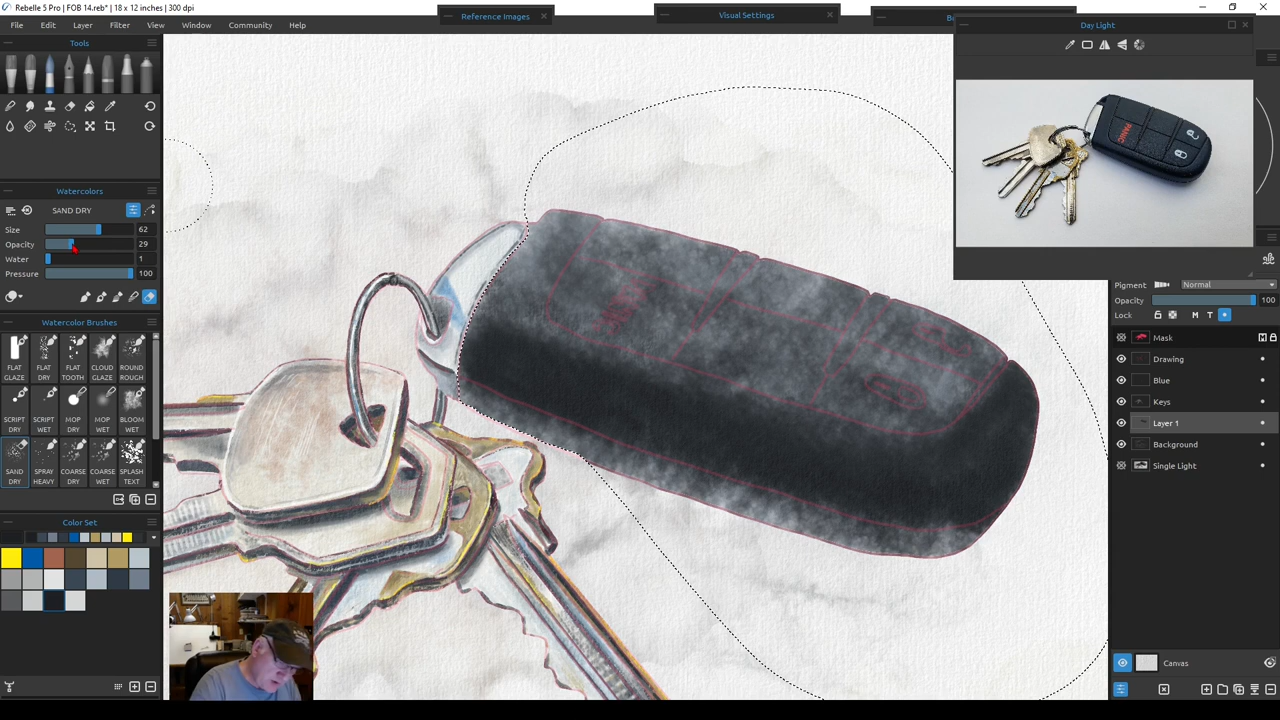 Rebelle 5 Pro | FOB 14.reb* | 18 x 12 inches | 300 dpi
File Edit Layer Filter View Window Community Help
Reference Images
Visual Settings
Day Light
Tools
Watercolors
SAND DRY
Size 62
Opacity 29
Water 1
Pressure 100
Watercolor Brushes
FLAT GLAZE
FLAT DRY
FLAT TOOTH
CLOUD GLAZE
ROUND ROUGH
SCRIPT DRY
SCRIPT WET
MOP DRY
MOP WET
BLOOM WET
SAND DRY
SPRAY HEAVY
COARSE DRY
COARSE WET
SPLASH TEXT
Color Set
PANIC
Pigment Normal
Opacity 100
Lock M T
Mask
Drawing
Blue
Keys
Layer 1
Background
Single Light
Canvas